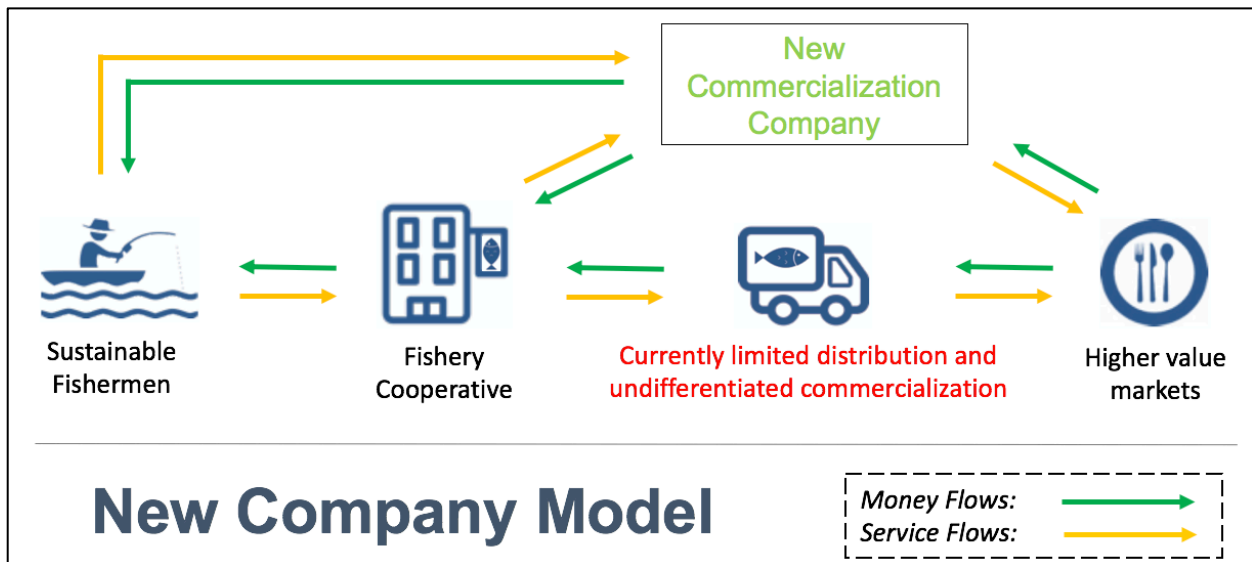 New
Commercialization
Company
Sustainable
Fishermen
Fishery
Cooperative
Currently limited distribution and
undifferentiated commercialization
Higher value
markets
New Company Model
Money Flows:
Service Flows: